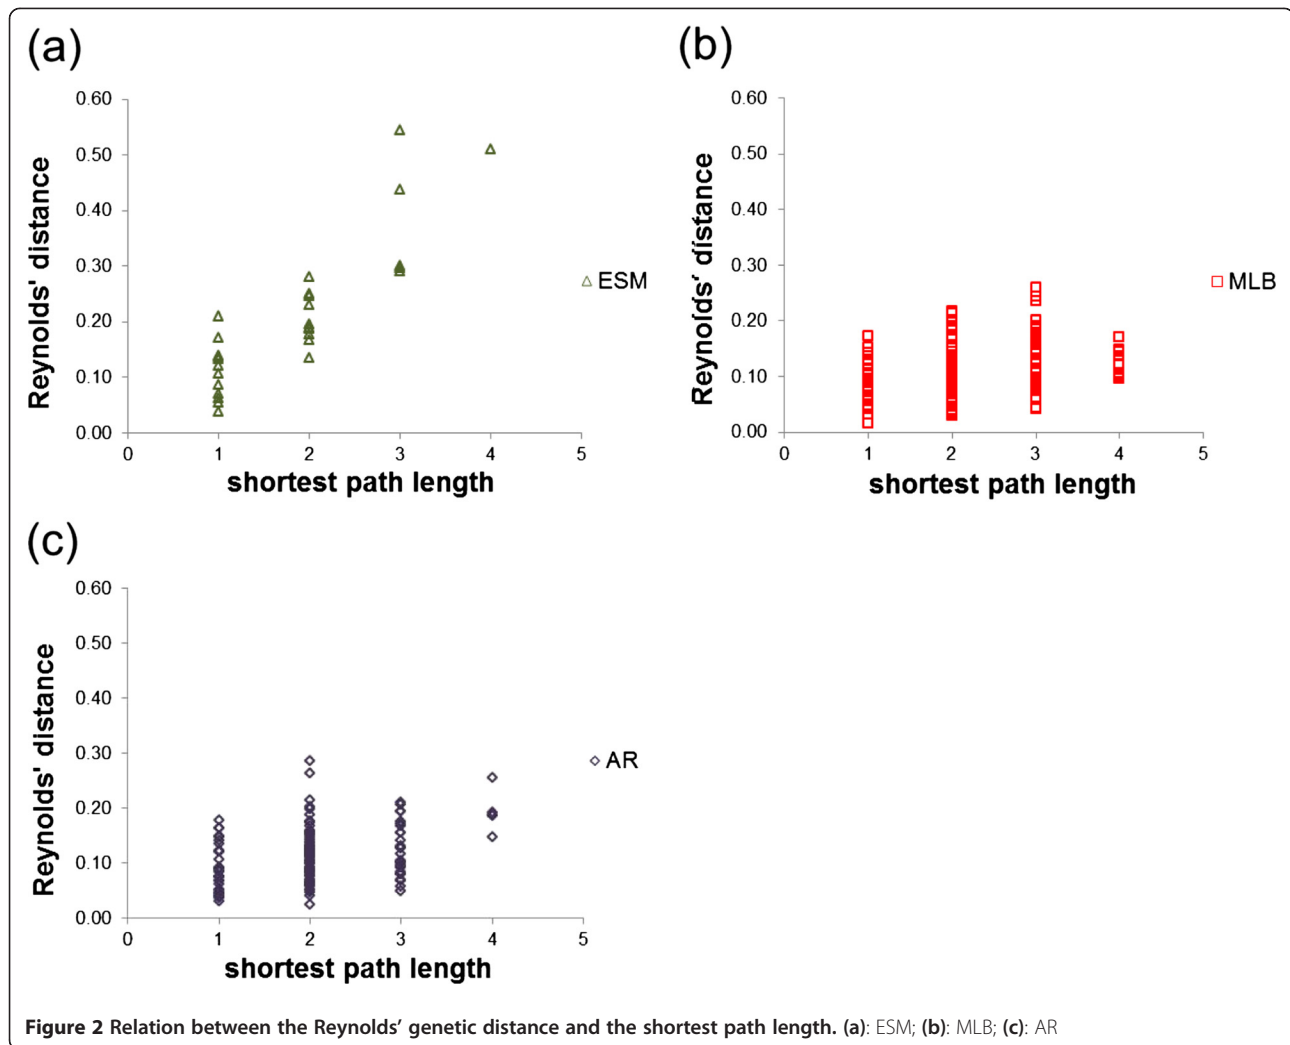 (a)
0.60
0.50
0.40
0.30
0.20
0.10
0.00
Reynolds' distance
0 1 2 3 4 5
shortest path length
ESM
(b)
0.60
0.50
0.40
0.30
0.20
0.10
0.00
Reynolds' distance
0 1 2 3 4 5
shortest path length
MLB
(c)
0.60
0.50
0.40
0.30
0.20
0.10
0.00
Reynolds' distance
0 1 2 3 4 5
shortest path length
AR
Figure 2 Relation between the Reynolds’ genetic distance and the shortest path length. (a): ESM; (b): MLB; (c): AR